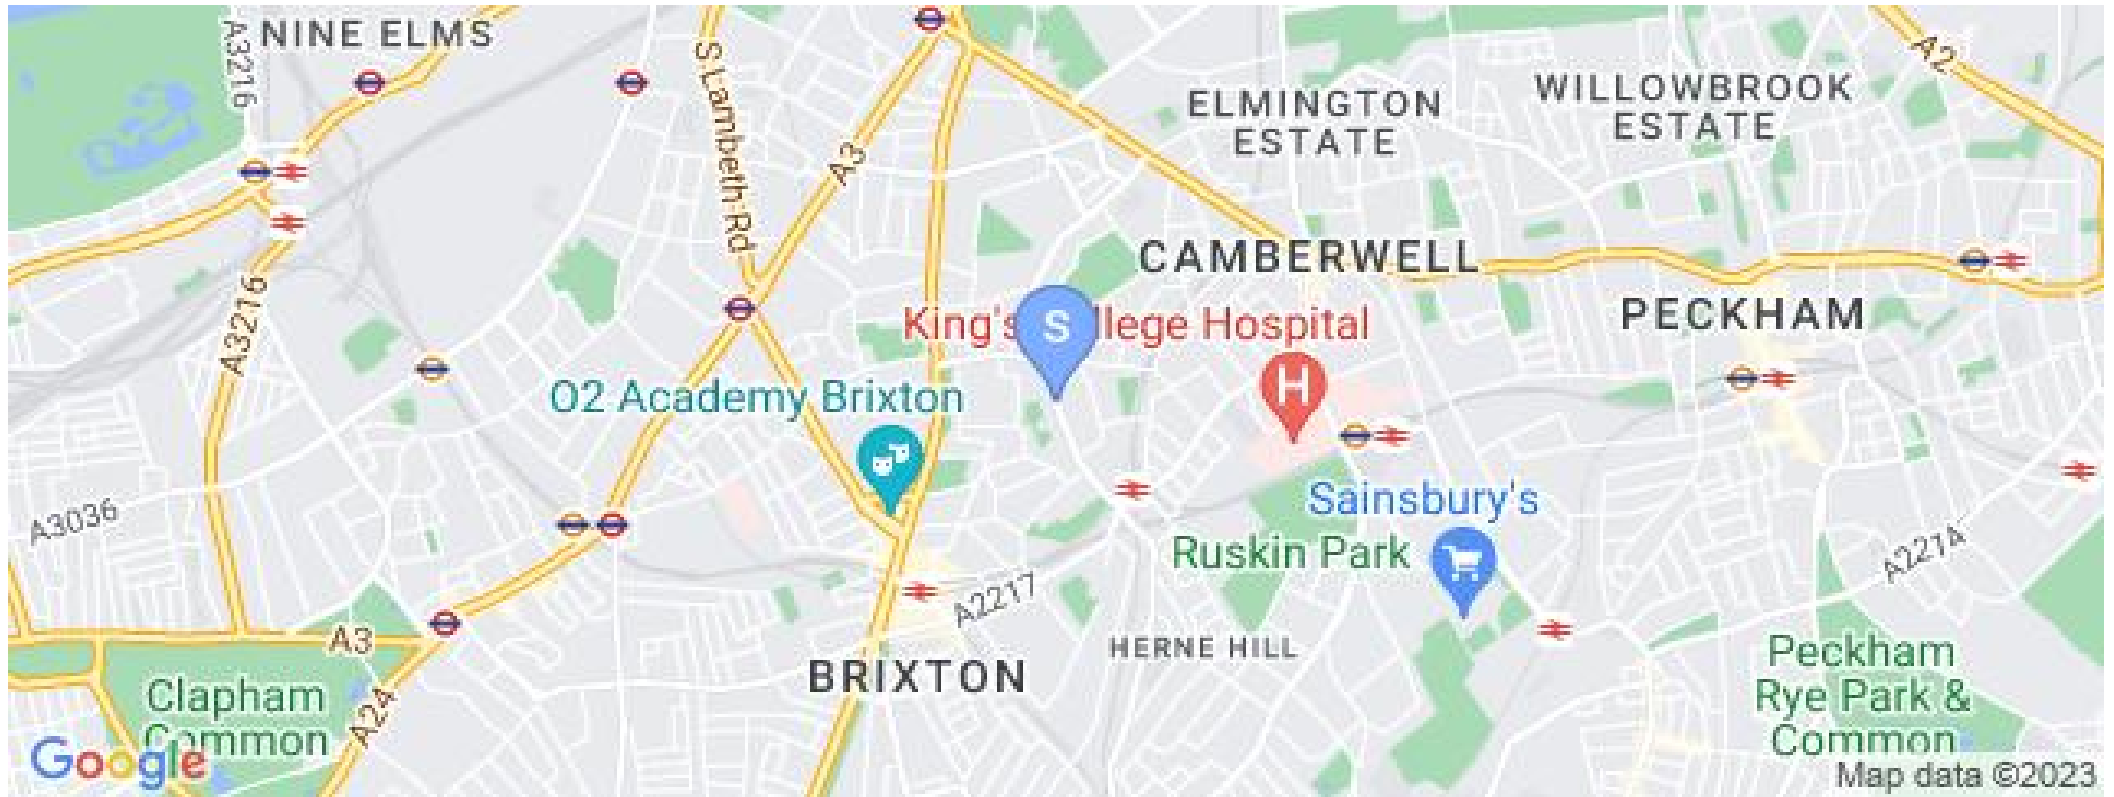 NINE ELMS
A3216
S Lambeth Rd
A3
A2
ELMINGTON
ESTATE
WILLOWBROOK
ESTATE
CAMBERWELL
PECKHAM
A3216
King's
S
llege Hospital
H
O2 Academy Brixton
A3036
Sainsbury's
Ruskin Park
A2217
A2214
HERNE HILL
BRIXTON
A3
A24
Clapham
Common
Peckham
Rye Park &
Common
Google
Map data ©2023